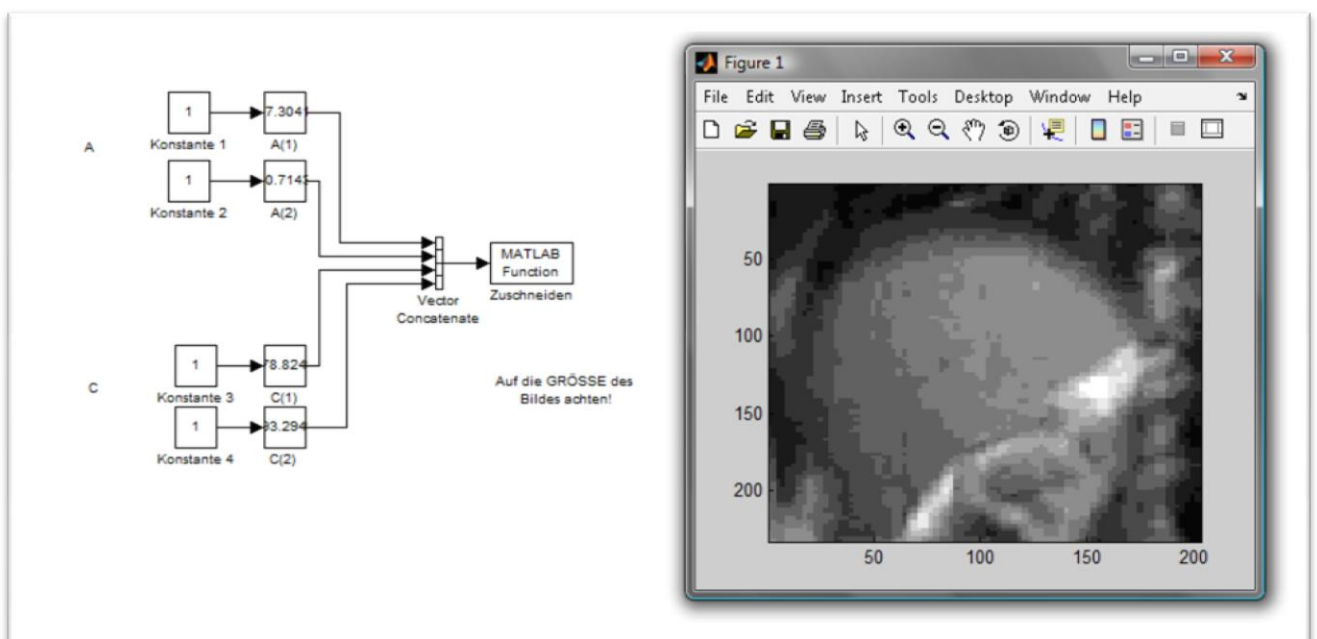 A
1
7.3041
Konstante 1
A(1)
1
Konstante 2
A(2)
MATLAB
Function
Zuschneiden
Vector
Concatenate
C
1
78.824
Konstante 3
C(1)
1
93.294
Konstante 4
C(2)
Auf die GRÖSSE des
Bildes achten!
Figure 1
File Edit View Insert Tools Desktop Window Help
50
100
150
200
50 100 150 200